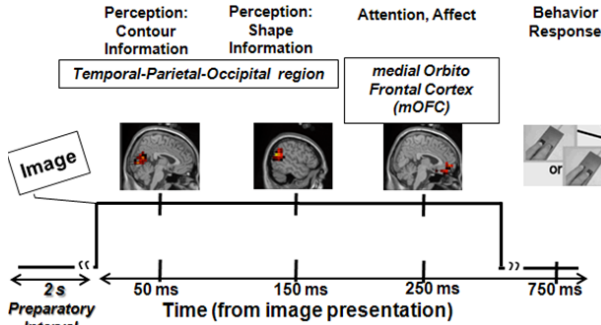 Perception:
Contour
Information
Perception:
Shape
Information
Attention, Affect
Behavior
Response
Temporal-Parietal-Occipital region
medial Orbito
Frontal Cortex
(mOFC)
Image
or
2 s
Preparatory
Interval
50 ms
150 ms
250 ms
750 ms
Time (from image presentation)